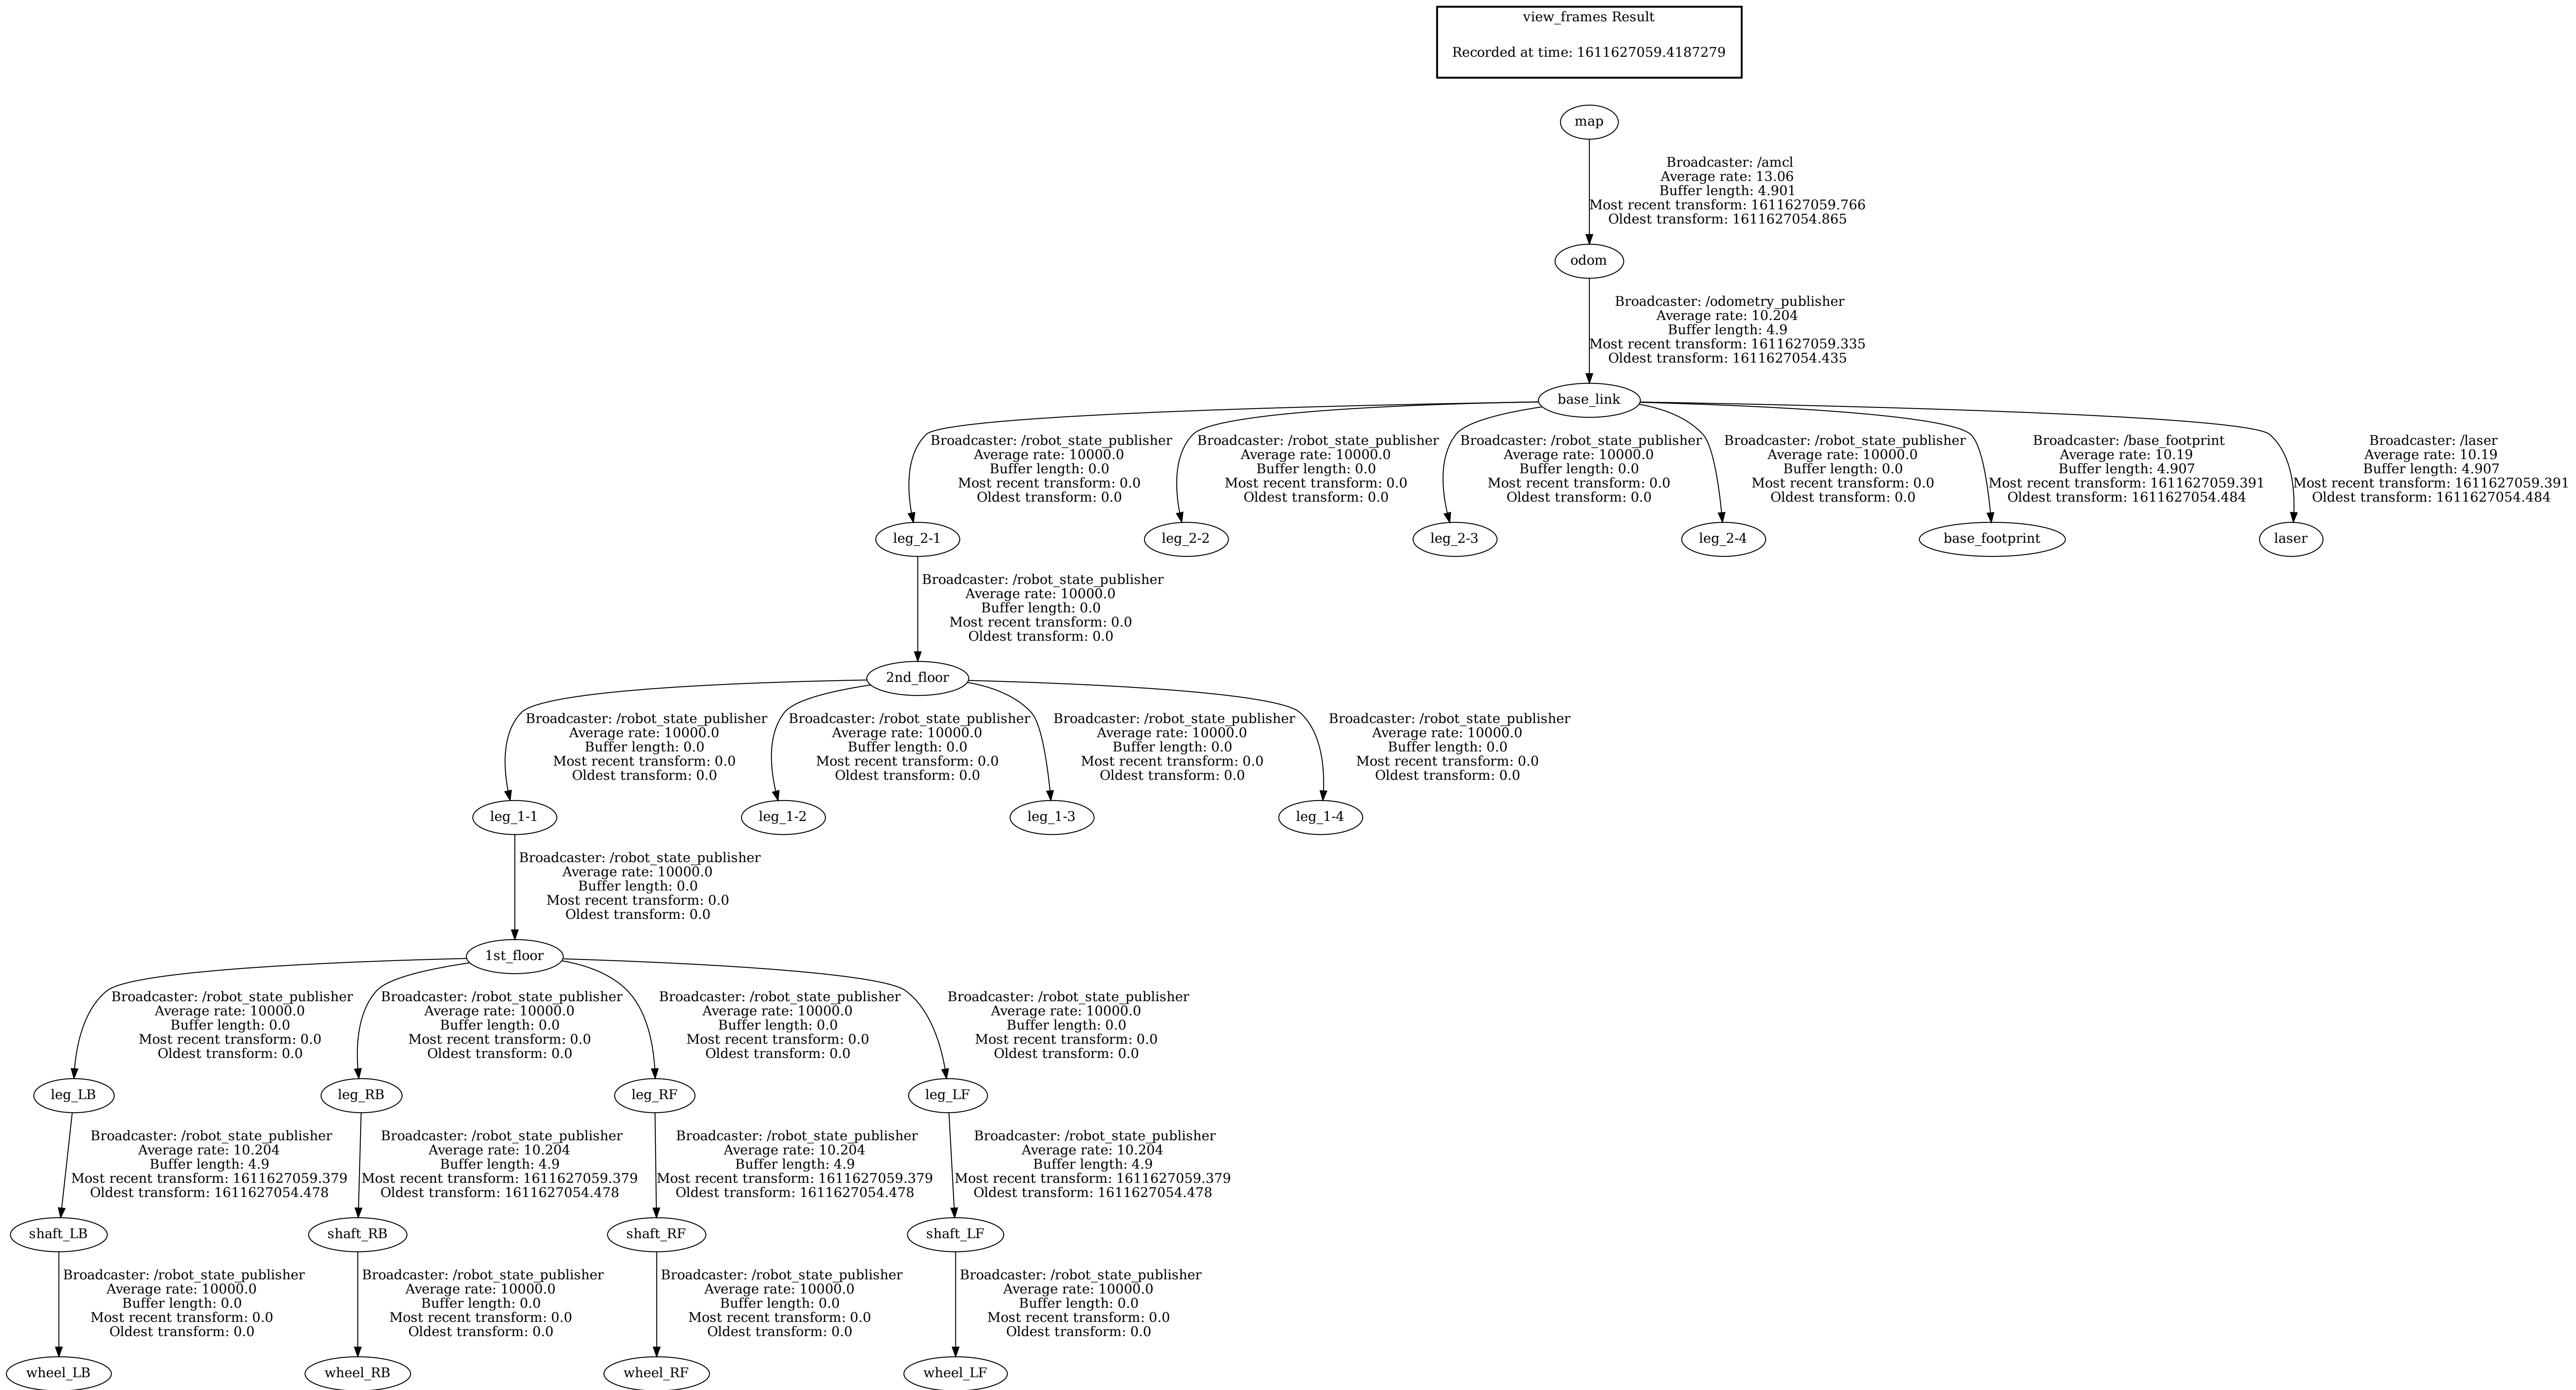 view_frames Result
Recorded at time: 1611627059.4187279
map
Broadcaster: /amcl
Average rate: 13.06
Buffer length: 4.901
Most recent transform: 1611627059.766
Oldest transform: 1611627054.865
odom
Broadcaster: /odometry_publisher
Average rate: 10.204
Buffer length: 4.9
Most recent transform: 1611627059.335
Oldest transform: 1611627054.435
base_link
Broadcaster: /robot_state_publisher
Average rate: 10000.0
Buffer length: 0.0
Most recent transform: 0.0
Oldest transform: 0.0
Broadcaster: /robot_state_publisher
Average rate: 10000.0
Buffer length: 0.0
Most recent transform: 0.0
Oldest transform: 0.0
Broadcaster: /robot_state_publisher
Average rate: 10000.0
Buffer length: 0.0
Most recent transform: 0.0
Oldest transform: 0.0
Broadcaster: /robot_state_publisher
Average rate: 10000.0
Buffer length: 0.0
Most recent transform: 0.0
Oldest transform: 0.0
Broadcaster: /base_footprint
Average rate: 10.19
Buffer length: 4.907
Most recent transform: 1611627059.391
Oldest transform: 1611627054.484
Broadcaster: /laser
Average rate: 10.19
Buffer length: 4.907
Most recent transform: 1611627059.391
Oldest transform: 1611627054.484
leg_2-1
leg_2-2
leg_2-3
leg_2-4
base_footprint
laser
Broadcaster: /robot_state_publisher
Average rate: 10000.0
Buffer length: 0.0
Most recent transform: 0.0
Oldest transform: 0.0
2nd_floor
Broadcaster: /robot_state_publisher
Average rate: 10000.0
Buffer length: 0.0
Most recent transform: 0.0
Oldest transform: 0.0
Broadcaster: /robot_state_publisher
Average rate: 10000.0
Buffer length: 0.0
Most recent transform: 0.0
Oldest transform: 0.0
Broadcaster: /robot_state_publisher
Average rate: 10000.0
Buffer length: 0.0
Most recent transform: 0.0
Oldest transform: 0.0
Broadcaster: /robot_state_publisher
Average rate: 10000.0
Buffer length: 0.0
Most recent transform: 0.0
Oldest transform: 0.0
leg_1-1
leg_1-2
leg_1-3
leg_1-4
Broadcaster: /robot_state_publisher
Average rate: 10000.0
Buffer length: 0.0
Most recent transform: 0.0
Oldest transform: 0.0
1st_floor
Broadcaster: /robot_state_publisher
Average rate: 10000.0
Buffer length: 0.0
Most recent transform: 0.0
Oldest transform: 0.0
Broadcaster: /robot_state_publisher
Average rate: 10000.0
Buffer length: 0.0
Most recent transform: 0.0
Oldest transform: 0.0
Broadcaster: /robot_state_publisher
Average rate: 10000.0
Buffer length: 0.0
Most recent transform: 0.0
Oldest transform: 0.0
Broadcaster: /robot_state_publisher
Average rate: 10000.0
Buffer length: 0.0
Most recent transform: 0.0
Oldest transform: 0.0
leg_LB
leg_RB
leg_RF
leg_LF
Broadcaster: /robot_state_publisher
Average rate: 10.204
Buffer length: 4.9
Most recent transform: 1611627059.379
Oldest transform: 1611627054.478
Broadcaster: /robot_state_publisher
Average rate: 10.204
Buffer length: 4.9
Most recent transform: 1611627059.379
Oldest transform: 1611627054.478
Broadcaster: /robot_state_publisher
Average rate: 10.204
Buffer length: 4.9
Most recent transform: 1611627059.379
Oldest transform: 1611627054.478
Broadcaster: /robot_state_publisher
Average rate: 10.204
Buffer length: 4.9
Most recent transform: 1611627059.379
Oldest transform: 1611627054.478
shaft_LB
shaft_RB
shaft_RF
shaft_LF
Broadcaster: /robot_state_publisher
Average rate: 10000.0
Buffer length: 0.0
Most recent transform: 0.0
Oldest transform: 0.0
Broadcaster: /robot_state_publisher
Average rate: 10000.0
Buffer length: 0.0
Most recent transform: 0.0
Oldest transform: 0.0
Broadcaster: /robot_state_publisher
Average rate: 10000.0
Buffer length: 0.0
Most recent transform: 0.0
Oldest transform: 0.0
Broadcaster: /robot_state_publisher
Average rate: 10000.0
Buffer length: 0.0
Most recent transform: 0.0
Oldest transform: 0.0
wheel_LB
wheel_RB
wheel_RF
wheel_LF